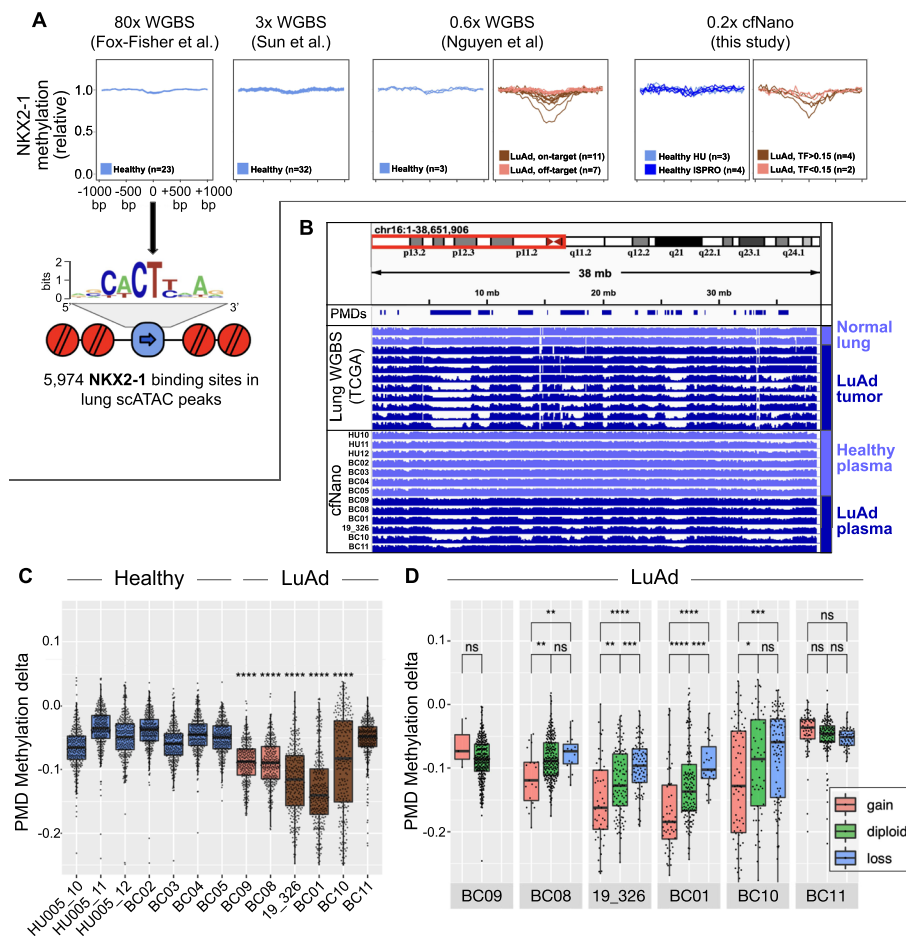 A
80x WGBS
(Fox-Fisher et al.)
3x WGBS
(Sun et al.)
0.6x WGBS
(Nguyen et al)
0.2x cfNano
(this study)
NKX2-1
methylation
(relative)
1.0
0.5
0.0
Healthy (n=23)
Healthy (n=32)
Healthy (n=3)
LuAd, on-target (n=11)
LuAd, off-target (n=7)
Healthy HU (n=3)
Healthy ISPRO (n=4)
LuAd, TF>0.15 (n=4)
LuAd, TF<0.15 (n=2)
-1000 -500 0 +500 +1000
bp bp bp bp
bits
2
1
0
CACTTGAG
5' 3'
5,974 NKX2-1 binding sites in
lung scATAC peaks
B
chr16:1-38,651,906
p13.2 p12.3 p11.2 q11.2 q12.2 q21 q22.1 q23.1 q24.1
38 mb
10 mb 20 mb 30 mb
PMDs
Lung WGBS
(TCGA)
Normal
lung
LuAd
tumor
cfNano
HU10
HU11
HU12
BC02
BC03
BC04
BC05
BC09
BC08
BC01
19_326
BC10
BC11
Healthy
plasma
LuAd
plasma
C
Healthy LuAd
PMD Methylation delta
0.1
0.0
-0.1
-0.2
**** **** **** **** ****
HU005_10 HU005_11 HU005_12 BC02 BC03 BC04 BC05 BC09 BC08 19_326 BC01 BC10 BC11
D
LuAd
PMD Methylation delta
0.1
0.0
-0.1
-0.2
** **** **** *** ns
ns ** ns ** *** **** *** * ns ns ns
gain
diploid
loss
BC09 BC08 19_326 BC01 BC10 BC11